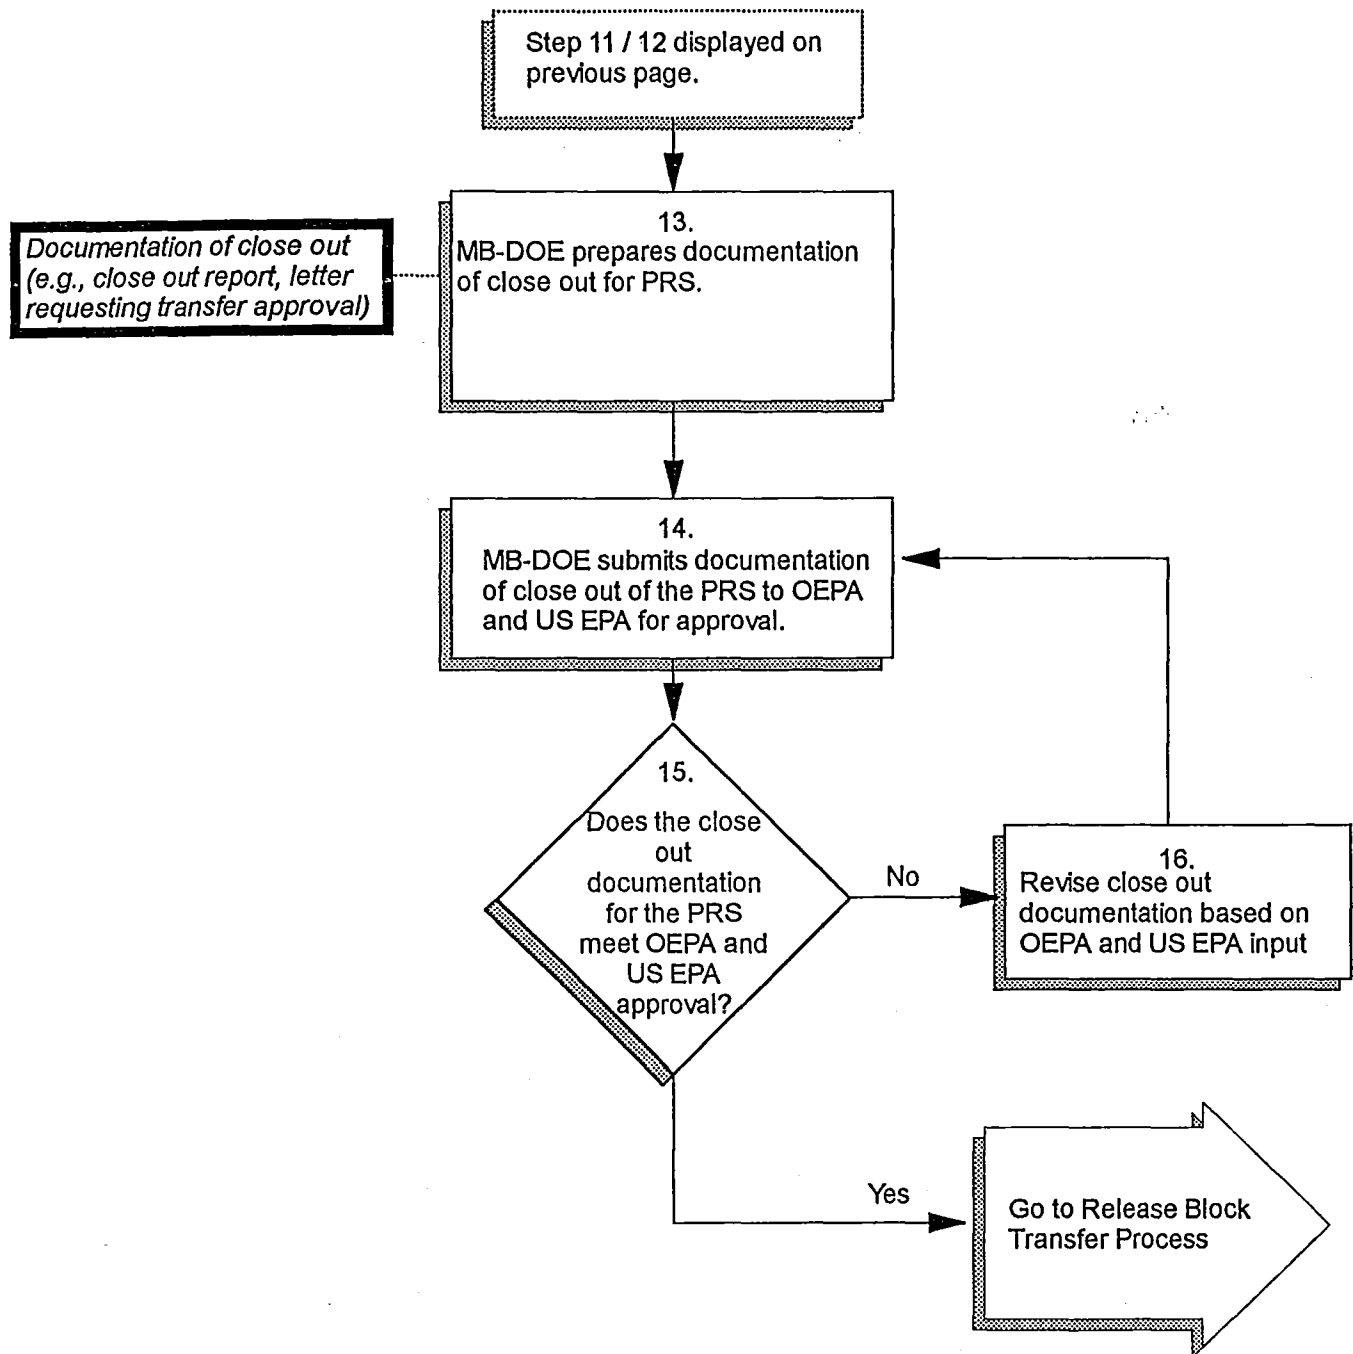 Step 11 / 12 displayed on
previous page.
13.
MB-DOE prepares documentation
of close out for PRS.
Documentation of close out
(e.g., close out report, letter
requesting transfer approval)
14.
MB-DOE submits documentation
of close out of the PRS to OEPA
and US EPA for approval.
15.
Does the close
out
documentation
for the PRS
meet OEPA and
US EPA
approval?
No
16.
Revise close out
documentation based on
OEPA and US EPA input
Yes
Go to Release Block
Transfer Process